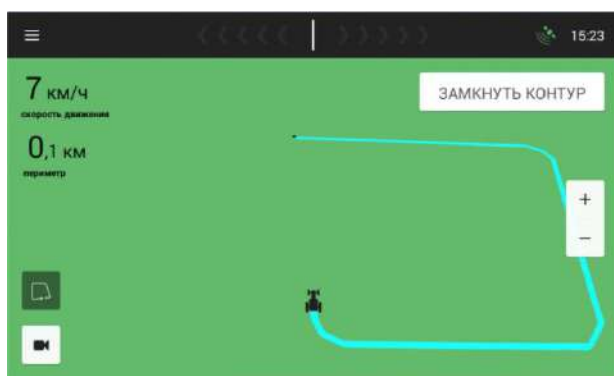 15:23
7 км/ч
скорость движения
ЗАМКНУТЬ КОНТУР
0,1 км
периметр
+
−